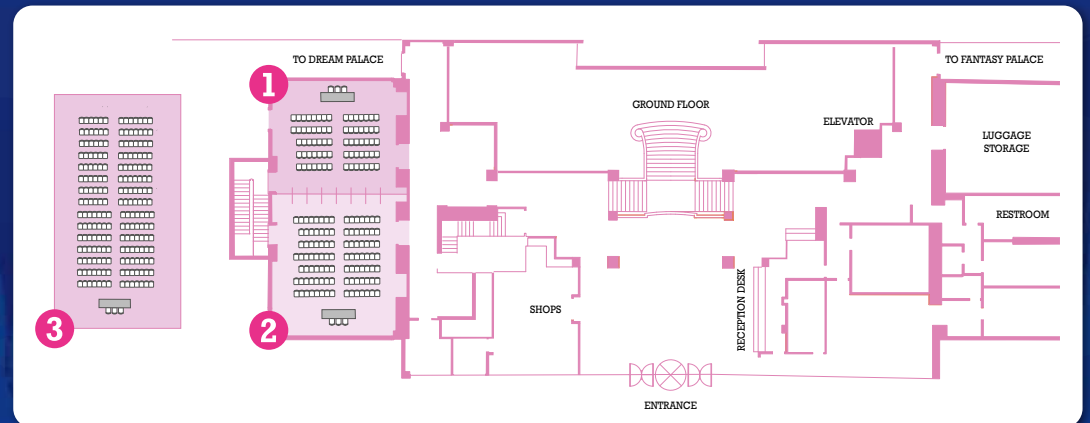 TO DREAM PALACE
TO FANTASY PALACE
1
GROUND FLOOR
ELEVATOR
LUGGAGE
STORAGE
RESTROOM
RECEPTION DESK
SHOPS
3
2
ENTRANCE